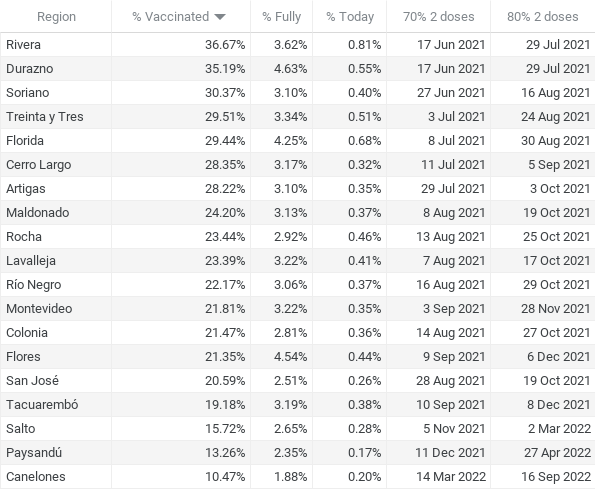 Region % Vaccinated % Fully % Today 70% 2 doses 80% 2 doses
Rivera 36.67% 3.62% 0.81% 17 Jun 2021 29 Jul 2021
Durazno 35.19% 4.63% 0.55% 17 Jun 2021 29 Jul 2021
Soriano 30.37% 3.10% 0.40% 27 Jun 2021 16 Aug 2021
Treinta y Tres 29.51% 3.34% 0.51% 3 Jul 2021 24 Aug 2021
Florida 29.44% 4.25% 0.68% 8 Jul 2021 30 Aug 2021
Cerro Largo 28.35% 3.17% 0.32% 11 Jul 2021 5 Sep 2021
Artigas 28.22% 3.10% 0.35% 29 Jul 2021 3 Oct 2021
Maldonado 24.20% 3.13% 0.37% 8 Aug 2021 19 Oct 2021
Rocha 23.44% 2.92% 0.46% 13 Aug 2021 25 Oct 2021
Lavalleja 23.39% 3.22% 0.41% 7 Aug 2021 17 Oct 2021
Río Negro 22.17% 3.06% 0.37% 16 Aug 2021 29 Oct 2021
Montevideo 21.81% 3.22% 0.35% 3 Sep 2021 28 Nov 2021
Colonia 21.47% 2.81% 0.36% 14 Aug 2021 27 Oct 2021
Flores 21.35% 4.54% 0.44% 9 Sep 2021 6 Dec 2021
San José 20.59% 2.51% 0.26% 28 Aug 2021 19 Oct 2021
Tacuarembó 19.18% 3.19% 0.38% 10 Sep 2021 8 Dec 2021
Salto 15.72% 2.65% 0.28% 5 Nov 2021 2 Mar 2022
Paysandú 13.26% 2.35% 0.17% 11 Dec 2021 27 Apr 2022
Canelones 10.47% 1.88% 0.20% 14 Mar 2022 16 Sep 2022